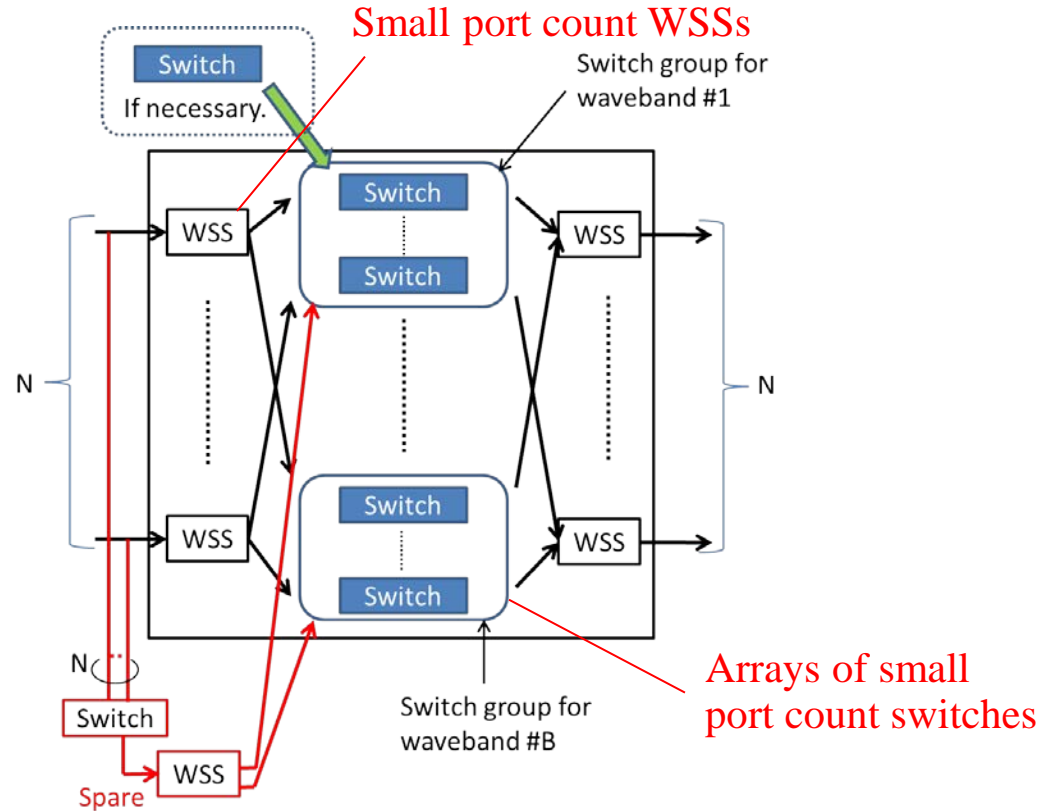 Small port count WSSs
Switch
If necessary.
Switch group for
waveband #1
Switch
Switch
WSS
WSS
N
N
Switch
Switch
WSS
WSS
N
Switch
WSS
Spare
Switch group for
waveband #B
Arrays of small
port count switches